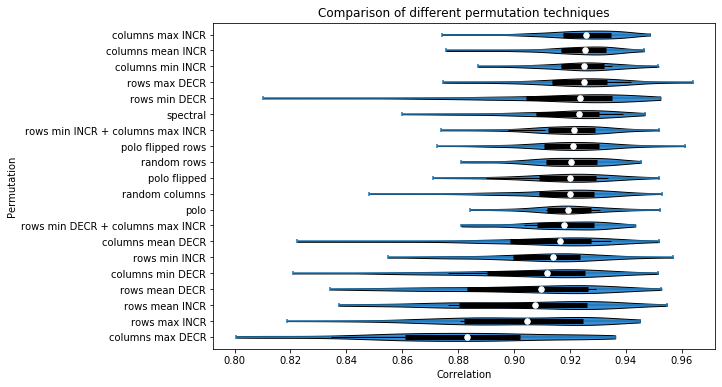 Comparison of different permutation techniques
Permutation
columns max INCR
columns mean INCR
columns min INCR
rows max DECR
rows min DECR
spectral
rows min INCR + columns max INCR
polo flipped rows
random rows
polo flipped
random columns
polo
rows min DECR + columns max INCR
columns mean DECR
rows min INCR
columns min DECR
rows mean DECR
rows mean INCR
rows max INCR
columns max DECR
0.80 0.82 0.84 0.86 0.88 0.90 0.92 0.94 0.96
Correlation